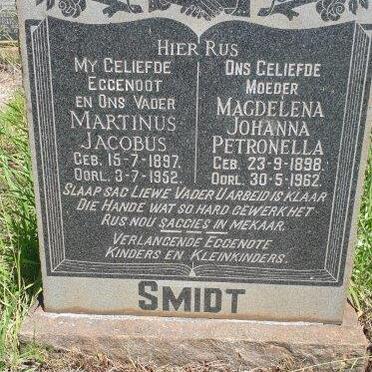 HIER RUS
MY GELIEFDE
EGGENOOT
EN ONS VADER
MARTINUS
JACOBUS
GEB. 15-7-1897.
OORL. 3-7-1952.
ONS GELIEFDE
MOEDER
MAGDELENA
JOHANNA
PETRONELLA
GEB. 23-9-1898.
OORL. 30-5-1962.
SLAAP SAG LIEWE VADER U ARBEID IS KLAAR
DIE HANDE WAT SO HARD GEWERK HET
RUS NOU SAGGIES IN MEKAAR.
VERLANGENDE EGGENOTE
KINDERS EN KLEINKINDERS.
SMIDT